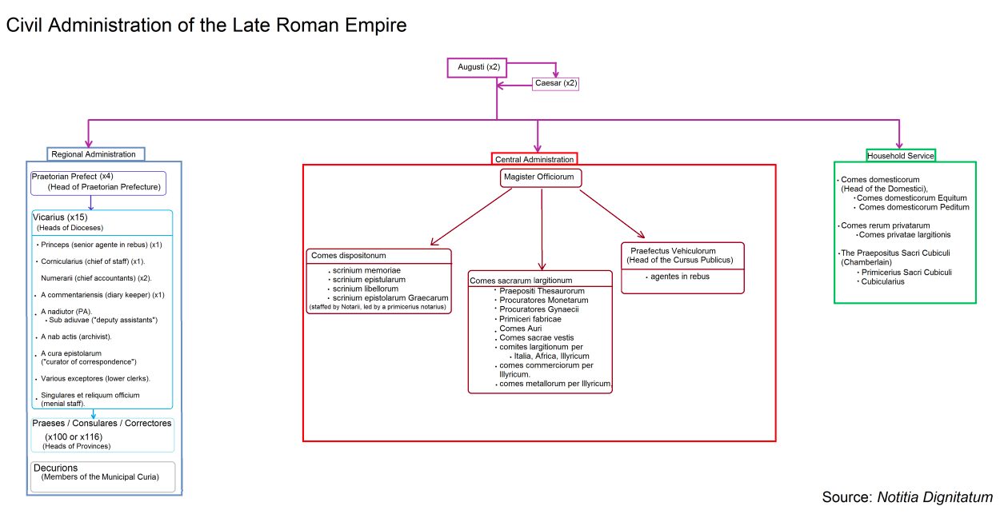 Civil Administration of the Late Roman Empire
Augusti (x2)
Caesar (x2)
Regional Administration
Praetorian Prefect (x4)
(Head of Praetorian Prefecture)
Vicarius (x15)
(Heads of Dioceses)
• Princeps (senior agente in rebus) (x1)
• Cornicularius (chief of staff) (x1).
Numerarii (chief accountants) (x2).
• A commentariensis (diary keeper) (x1)
• A nadiutor (PA).
• Sub adiuvae ("deputy assistants")
• A nab actis (archivist).
• A cura epistolarum
("curator of correspondence")
• Various exceptores (lower clerks).
• Singulares et reliquum officium
(menial staff).
Praeses / Consulares / Correctores
(x100 or x116)
(Heads of Provinces)
Decurions
(Members of the Municipal Curia)
Central Administration
Magister Officiorum
Comes dispositonum
• scrinium memoriae
• scrinium epistularum
• scrinium libellorum
• scrinium epistolarum Graecarum
(staffed by Notarii, led by a primicerius notarius)
Comes sacrarum largitionum
• Praepositi Thesaurorum
• Procuratores Monetarum
• Procuratores Gynaecii
• Primiceri fabricae
• Comes Auri
• Comes sacrae vestis
• comites largitionum per
• Italia, Africa, Illyricum
• comes commerciorum per
Illyricum.
• comes metallorum per Illyricum.
Praefectus Vehiculorum
(Head of the Cursus Publicus)
• agentes in rebus
Household Service
• Comes domesticorum
(Head of the Domestici),
• Comes domesticorum Equitum
• Comes domesticorum Peditum
• Comes rerum privatarum
• Comes privatae largitionis
• The Praepositus Sacri Cubiculi
(Chamberlain)
• Primicerius Sacri Cubiculi
• Cubicularius
Source: Notitia Dignitatum